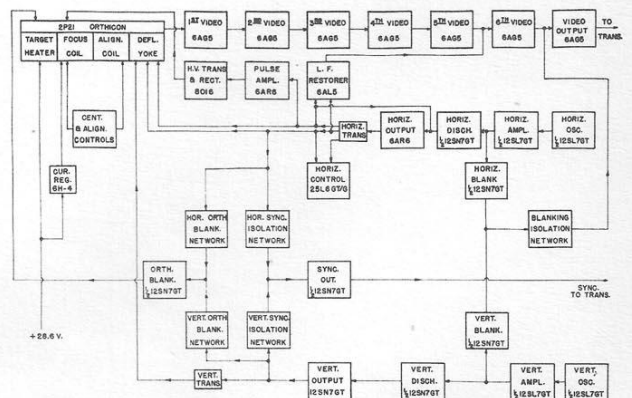 2P21 ORTHICON
TARGET HEATER
FOCUS COIL
ALIGN. COIL
DEFL. YOKE
1ST VIDEO
6AG5
2ND VIDEO
6AG5
3RD VIDEO
6AG5
4TH VIDEO
6AG5
5TH VIDEO
6AG5
6TH VIDEO
6AG5
VIDEO
OUTPUT
6AG5
TO
TRANS.
H.V. TRANS
& RECT.
8016
PULSE
AMPL.
6AR6
L. F.
RESTORER
6AL5
CENT.
& ALIGN.
CONTROLS
HORIZ.
TRANS
HORIZ.
OUTPUT
6AR6
HORIZ.
DISCH.
½12SN7GT
HORIZ.
AMPL.
½12SL7GT
HORIZ.
OSC.
½12SL7GT
CUR.
REG.
6H-4
HORIZ.
CONTROL
25L6GT/G
HORIZ.
BLANK
½12SN7GT
HOR. ORTH
BLANK.
NETWORK
HOR. SYNC.
ISOLATION
NETWORK
BLANKING
ISOLATION
NETWORK
ORTH.
BLANK.
½12SN7GT
SYNC.
OUT.
½12SN7GT
SYNC.
TO TRANS.
+28.6 V.
VERT. ORTH
BLANK.
NETWORK
VERT. SYNC.
ISOLATION
NETWORK
VERT.
BLANK.
½12SN7GT
VERT.
TRANS.
VERT.
OUTPUT
12SN7GT
VERT.
DISCH.
½12SN7GT
VERT.
AMPL.
½12SL7GT
VERT.
OSC.
½12SL7GT